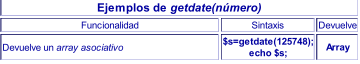 Ejemplos de getdate(número)
Funcionalidad Sintaxis Devuelve
Devuelve un array asociativo $s=getdate(125748); Array
echo $s;